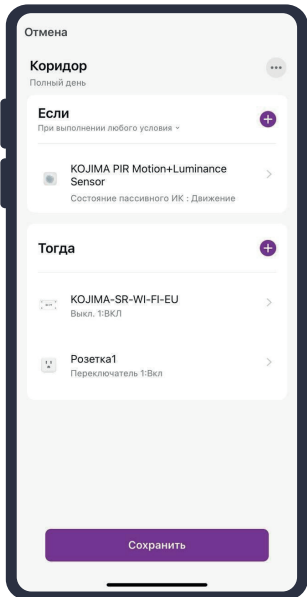 Отмена
Коридор
Полный день
Если
При выполнении любого условия
KOJIMA PIR Motion+Luminance
Sensor
Состояние пассивного ИК : Движение
Тогда
KOJIMA-SR-WI-FI-EU
Выкл. 1:ВКЛ
Розетка1
Переключатель 1:Вкл
Сохранить